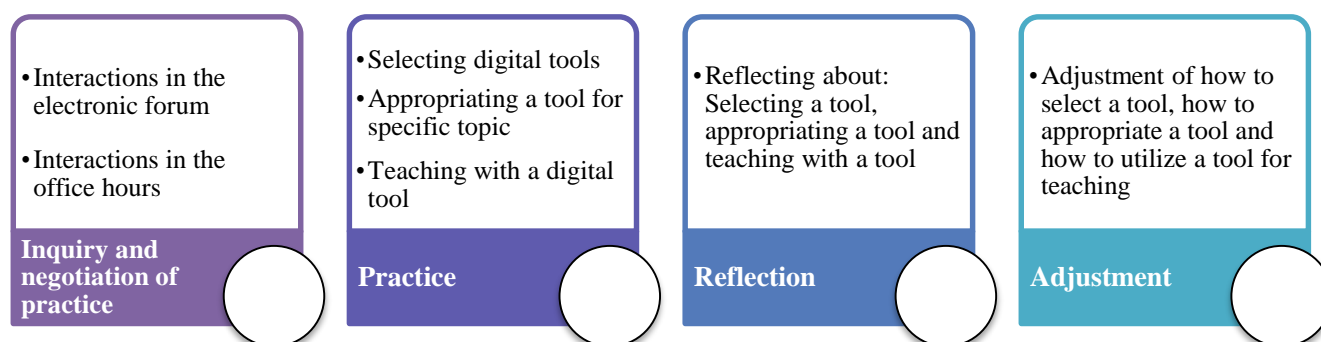 •Interactions in the
electronic forum
•Interactions in the
office hours
Inquiry and
negotiation of
practice
•Selecting digital tools
•Appropriating a tool for
specific topic
•Teaching with a digital
tool
Practice
•Reflecting about:
Selecting a tool,
appropriating a tool and
teaching with a tool
Reflection
•Adjustment of how to
select a tool, how to
appropriate a tool and
how to utilize a tool for
teaching
Adjustment